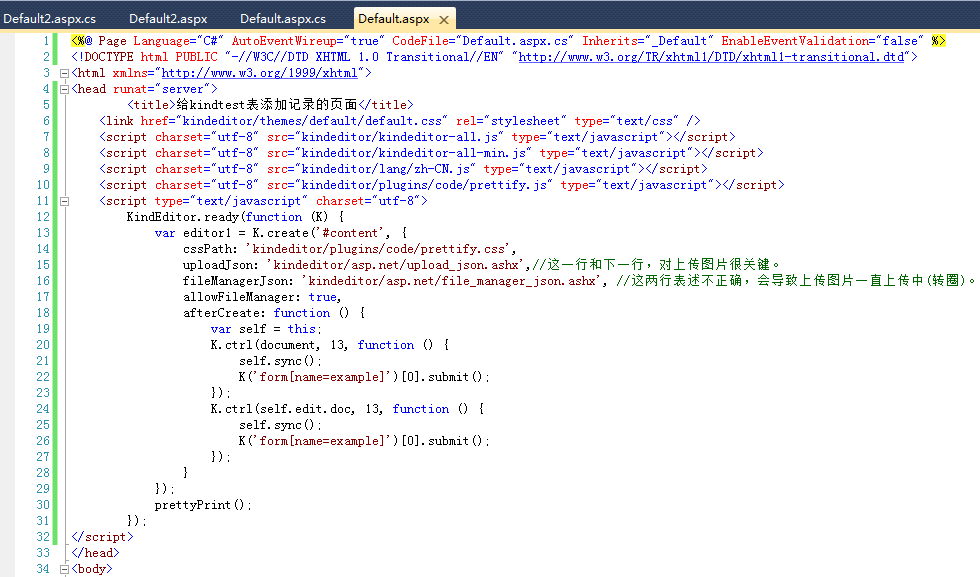 Default2.aspx.cs Default2.aspx Default.aspx.cs Default.aspx ×
1 <%@ Page Language="C#" AutoEventWireup="true" CodeFile="Default.aspx.cs" Inherits="_Default" EnableEventValidation="false" %>
2 <!DOCTYPE html PUBLIC "-//W3C//DTD XHTML 1.0 Transitional//EN" "http://www.w3.org/TR/xhtml1/DTD/xhtml1-transitional.dtd">
3 <html xmlns="http://www.w3.org/1999/xhtml">
4 <head runat="server">
5 <title>给kindtest表添加记录的页面</title>
6 <link href="kindeditor/themes/default/default.css" rel="stylesheet" type="text/css" />
7 <script charset="utf-8" src="kindeditor/kindeditor-all.js" type="text/javascript"></script>
8 <script charset="utf-8" src="kindeditor/kindeditor-all-min.js" type="text/javascript"></script>
9 <script charset="utf-8" src="kindeditor/lang/zh-CN.js" type="text/javascript"></script>
10 <script charset="utf-8" src="kindeditor/plugins/code/prettify.js" type="text/javascript"></script>
11 <script type="text/javascript" charset="utf-8">
12 KindEditor.ready(function (K) {
13 var editor1 = K.create('#content', {
14 cssPath: 'kindeditor/plugins/code/prettify.css',
15 uploadJson: 'kindeditor/asp.net/upload_json.ashx',//这一行和下一行，对上传图片很关键。
16 fileManagerJson: 'kindeditor/asp.net/file_manager_json.ashx', //这两行表述不正确，会导致上传图片一直上传中(转圈)。
17 allowFileManager: true,
18 afterCreate: function () {
19 var self = this;
20 K.ctrl(document, 13, function () {
21 self.sync();
22 K('form[name=example]')[0].submit();
23 });
24 K.ctrl(self.edit.doc, 13, function () {
25 self.sync();
26 K('form[name=example]')[0].submit();
27 });
28 }
29 });
30 prettyPrint();
31 });
32 </script>
33 </head>
34 <body>